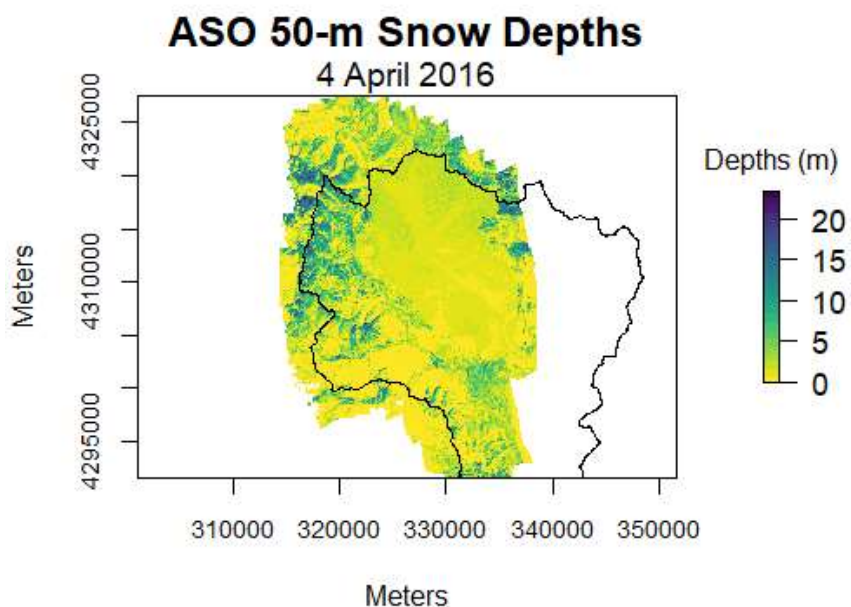 ASO 50-m Snow Depths
4 April 2016
Meters
4325000
4310000
4295000
310000 320000 330000 340000 350000
Meters
Depths (m)
20
15
10
5
0